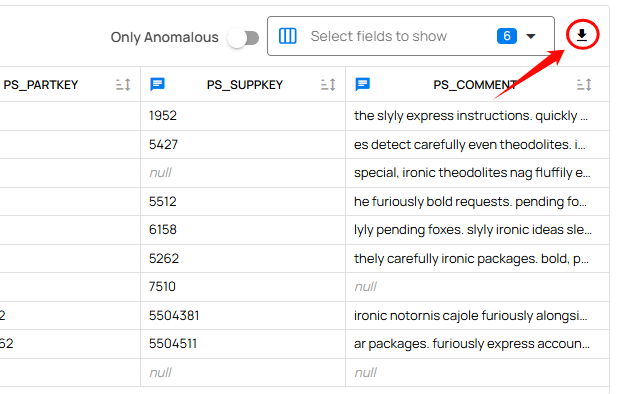 Only Anomalous Select fields to show 6
PS_PARTKEY PS_SUPPKEY PS_COMMENT
1952 the slyly express instructions. quickly ...
5427 es detect carefully even theodolites. i...
null special, ironic theodolites nag fluffily e...
5512 he furiously bold requests. pending fo...
6158 lyly pending foxes. slyly ironic ideas sle...
5262 thely carefully ironic packages. bold, p...
7510 null
2 5504381 ironic notornis cajole furiously alongsi...
62 5504511 ar packages. furiously express accoun...
null null